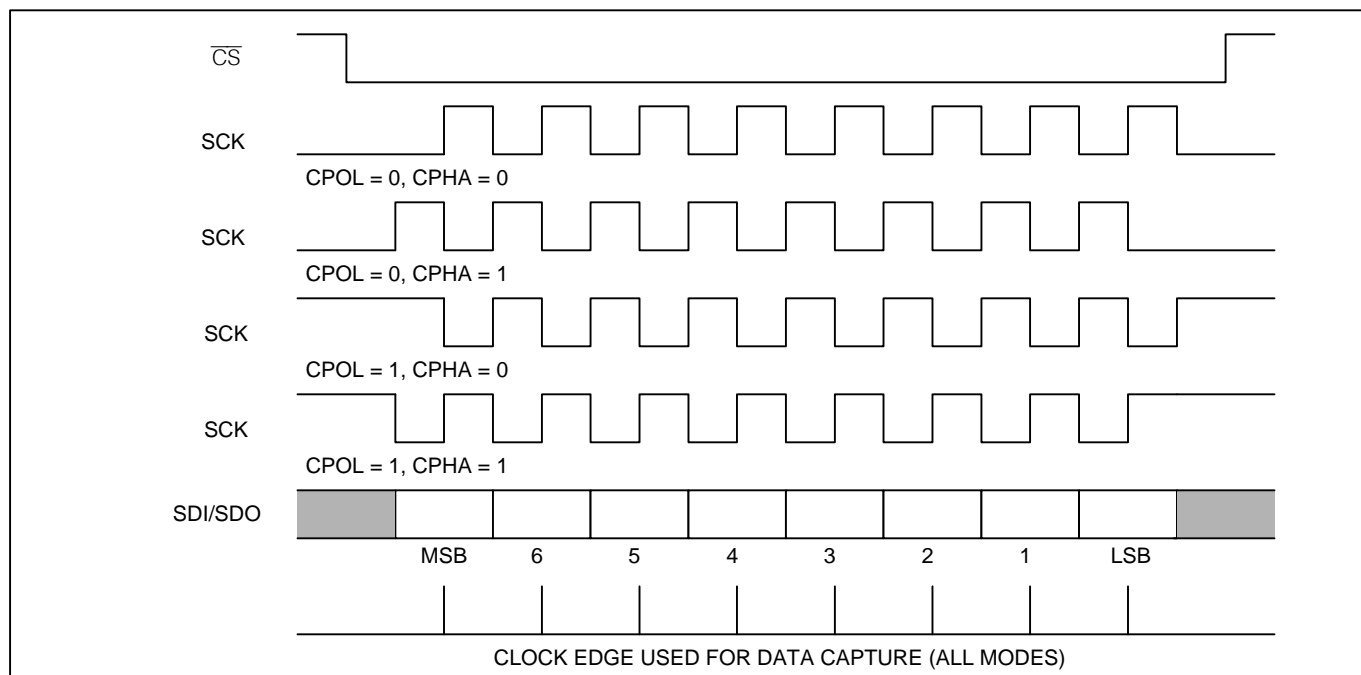 C̅S̅
SCK
CPOL = 0, CPHA = 0
SCK
CPOL = 0, CPHA = 1
SCK
CPOL = 1, CPHA = 0
SCK
CPOL = 1, CPHA = 1
SDI/SDO
MSB 6 5 4 3 2 1 LSB
CLOCK EDGE USED FOR DATA CAPTURE (ALL MODES)